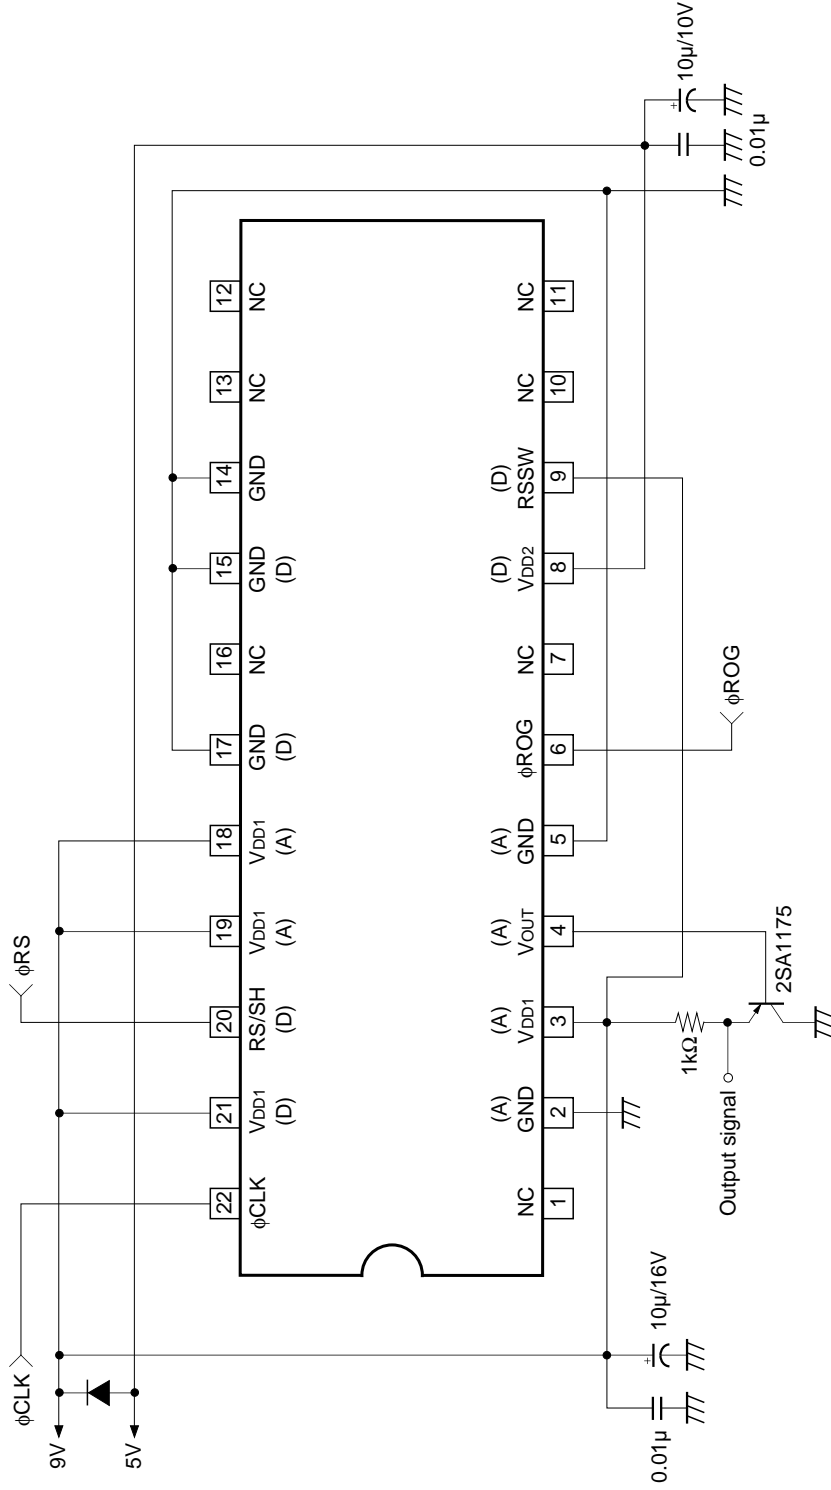 φCLK
9V
5V
φRS
22
φCLK
21
VDD1
(D)
20
RS/SH
(D)
19
VDD1
(A)
18
VDD1
(A)
17
GND
(D)
16
NC
15
GND
(D)
14
GND
13
NC
12
NC
NC
1
(A)
GND
2
(A)
VDD1
3
(A)
VOUT
4
(A)
GND
5
φROG
6
NC
7
(D)
VDD2
8
(D)
RSSW
9
NC
10
NC
11
0.01µ
+
10µ/16V
Output signal
1kΩ
2SA1175
φROG
0.01µ
+
10µ/10V